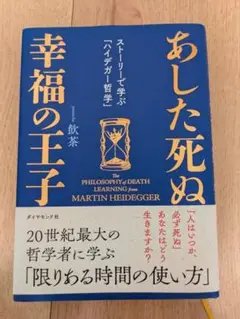 あした死ぬ
幸福の王子
ストーリーで学ぶ
「ハイデガー哲学」
飲茶
The
PHILOSOPHY of DEATH
LEARNING from
MARTIN HEIDEGGER
ダイヤモンド社
「人はいつか、
必ず死ぬ」
あなたはどう
生きますか?
20世紀最大の
哲学者に学ぶ
「限りある時間の使い方」